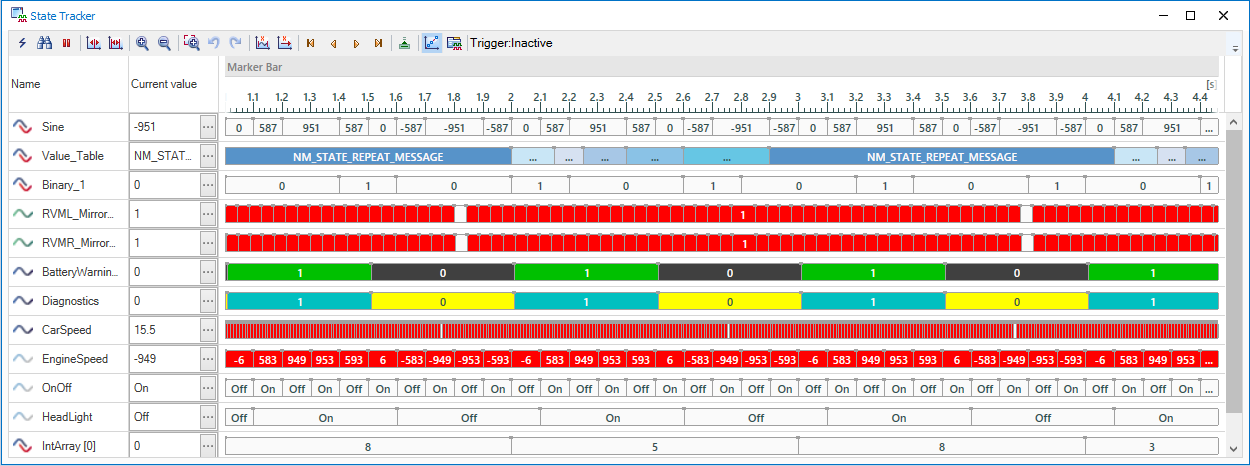 State Tracker
Trigger:Inactive
Name Current value Marker Bar
[s]
1.1 1.2 1.3 1.4 1.5 1.6 1.7 1.8 1.9 2 2.1 2.2 2.3 2.4 2.5 2.6 2.7 2.8 2.9 3 3.1 3.2 3.3 3.4 3.5 3.6 3.7 3.8 3.9 4 4.1 4.2 4.3 4.4
Sine -951 ... 0 587 951 587 0 -587 -951 -587 0 587 951 587 0 -587 -951 -587 0 587 951 587 0 -587 -951 -587 0 587 951 ...
Value_Table NM_STAT... ... NM_STATE_REPEAT_MESSAGE ... ... ... ... ... NM_STATE_REPEAT_MESSAGE ... ... ...
Binary_1 0 ... 0 1 0 1 0 1 0 1 0 1 0 1
RVML_Mirror... 1 ... 1
RVMR_Mirror... 1 ... 1
BatteryWarnin... 0 ... 1 0 1 0 1 0 1
Diagnostics 0 ... 1 0 1 0 1 0 1
CarSpeed 15.5 ...
EngineSpeed -949 ... -6 583 949 953 593 6 -583 -949 -953 -593 -6 583 949 953 593 6 -583 -949 -953 -593 -6 583 949 953 593 6 -583 -949 -953 -593 -6 583 949 953 ...
OnOff On ... Off On Off On Off On Off On Off On Off On Off On Off On Off On Off On Off On Off On Off On Off On Off On Off On Off On ...
HeadLight Off ... Off On Off On Off On Off On
IntArray [0] 0 ... 8 5 8 3